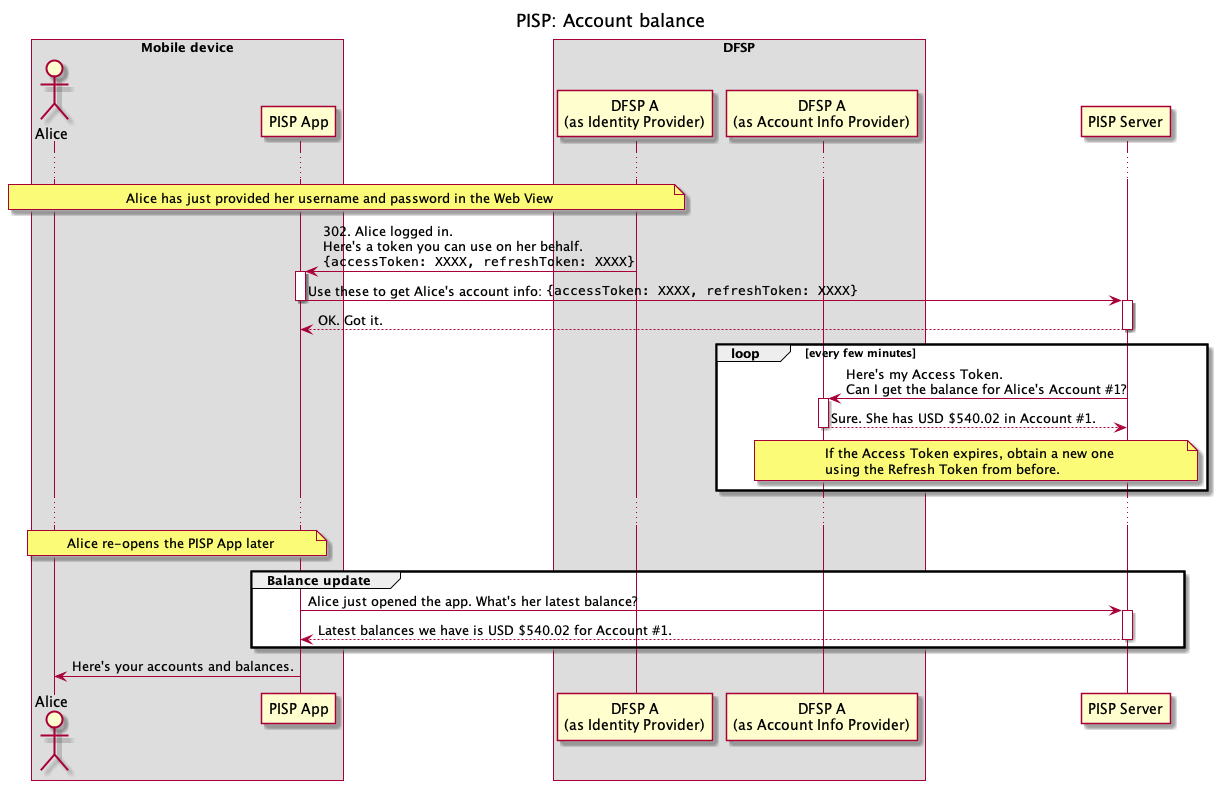 PISP: Account balance
Mobile device
DFSP
Alice
PISP App
DFSP A
(as Identity Provider)
DFSP A
(as Account Info Provider)
PISP Server
Alice has just provided her username and password in the Web View
302. Alice logged in.
Here's a token you can use on her behalf.
{accessToken: XXXX, refreshToken: XXXX}
Use these to get Alice's account info: {accessToken: XXXX, refreshToken: XXXX}
OK. Got it.
loop [every few minutes]
Here's my Access Token.
Can I get the balance for Alice's Account #1?
Sure. She has USD $540.02 in Account #1.
If the Access Token expires, obtain a new one
using the Refresh Token from before.
Alice re-opens the PISP App later
Balance update
Alice just opened the app. What's her latest balance?
Latest balances we have is USD $540.02 for Account #1.
Here's your accounts and balances.
Alice
PISP App
DFSP A
(as Identity Provider)
DFSP A
(as Account Info Provider)
PISP Server